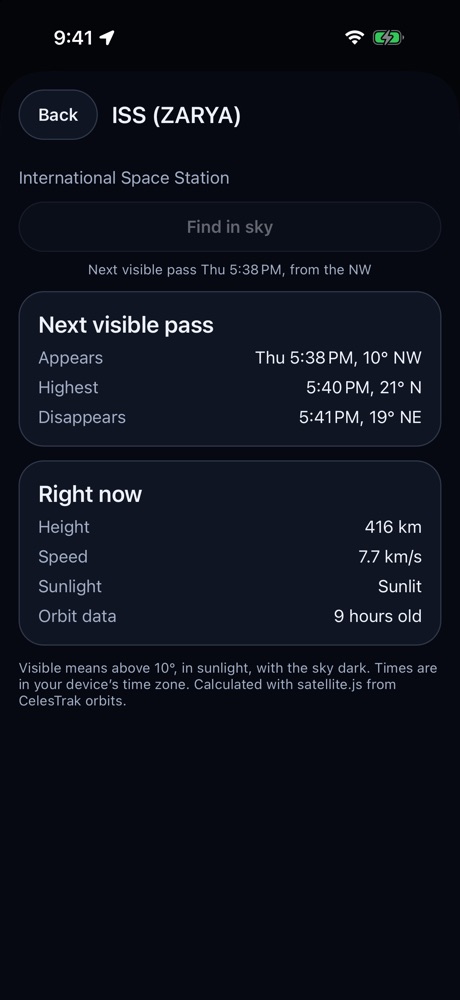 9:41
Back
ISS (ZARYA)
International Space Station
Find in sky
Next visible pass Thu 5:38 PM, from the NW
Next visible pass
Appears Thu 5:38 PM, 10° NW
Highest 5:40 PM, 21° N
Disappears 5:41 PM, 19° NE
Right now
Height 416 km
Speed 7.7 km/s
Sunlight Sunlit
Orbit data 9 hours old
Visible means above 10°, in sunlight, with the sky dark. Times are
in your device's time zone. Calculated with satellite.js from
CelesTrak orbits.